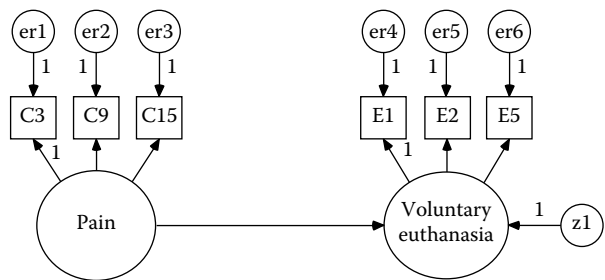 er1 er2 er3 er4 er5 er6
1 1 1 1 1 1
C3 C9 C15 E1 E2 E5
1 1
Pain
Voluntary
euthanasia
1
z1